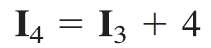 I₄ = I₃ + 4